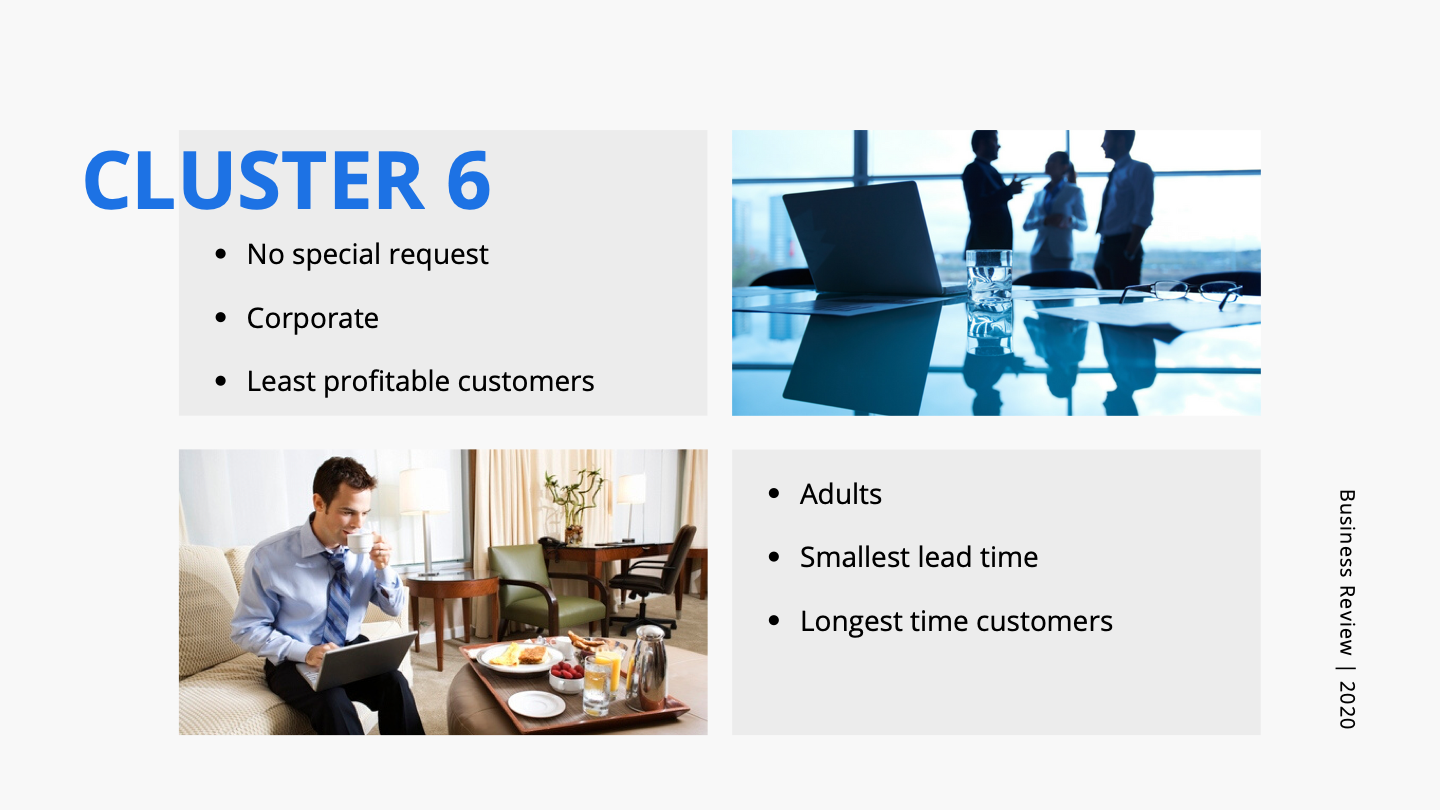 CLUSTER 6
• No special request
• Corporate
• Least profitable customers
• Adults
• Smallest lead time
• Longest time customers
Business Review | 2020